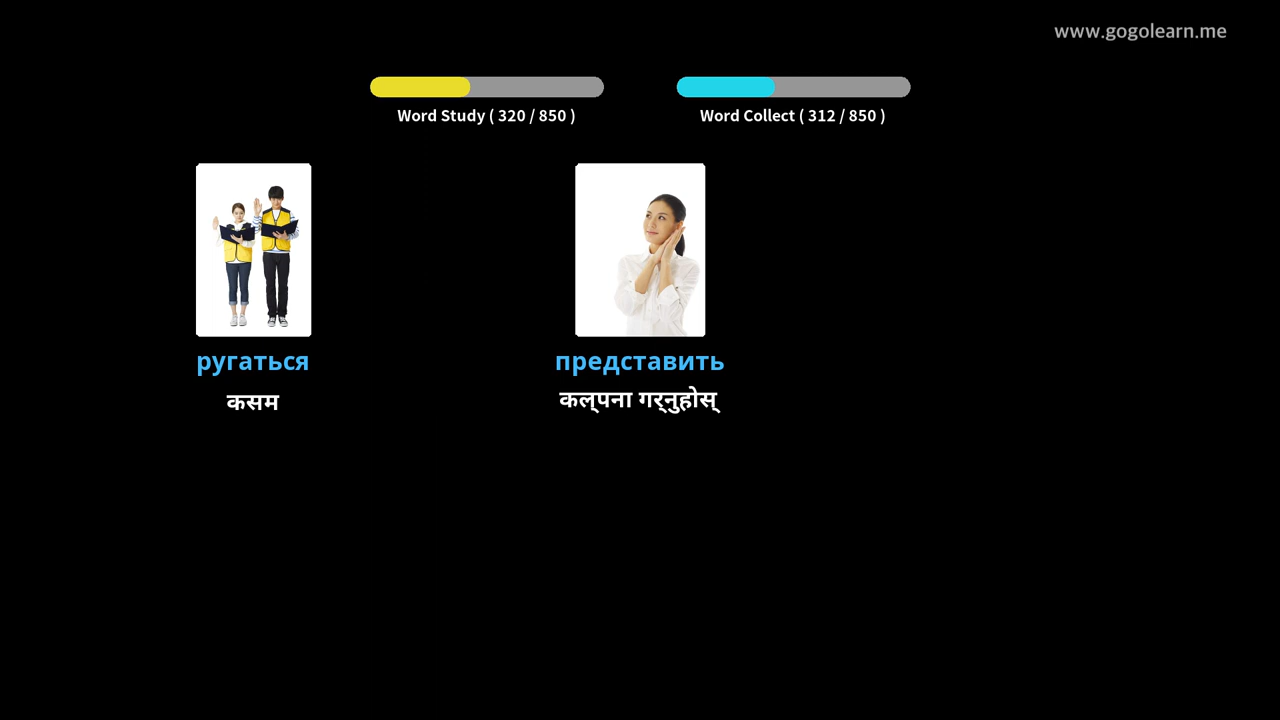 www.gogolearn.me
Word Study ( 320 / 850 )
Word Collect ( 312 / 850 )
ругаться
представить
कसम
कल्पना गर्नुहोस्